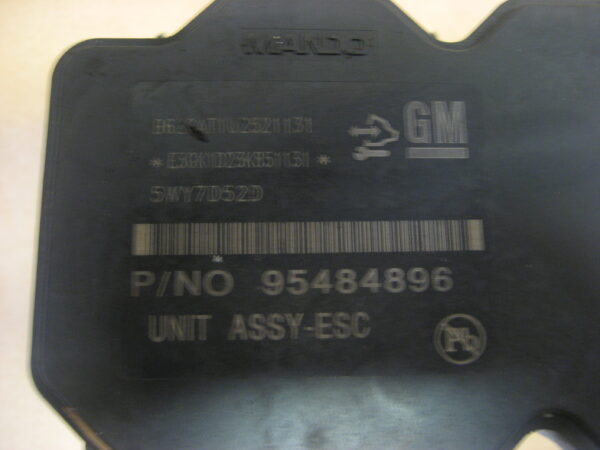 MANDO
GM
5WY7D52D
P/NO 95484896
UNIT ASSY-ESC
Pb